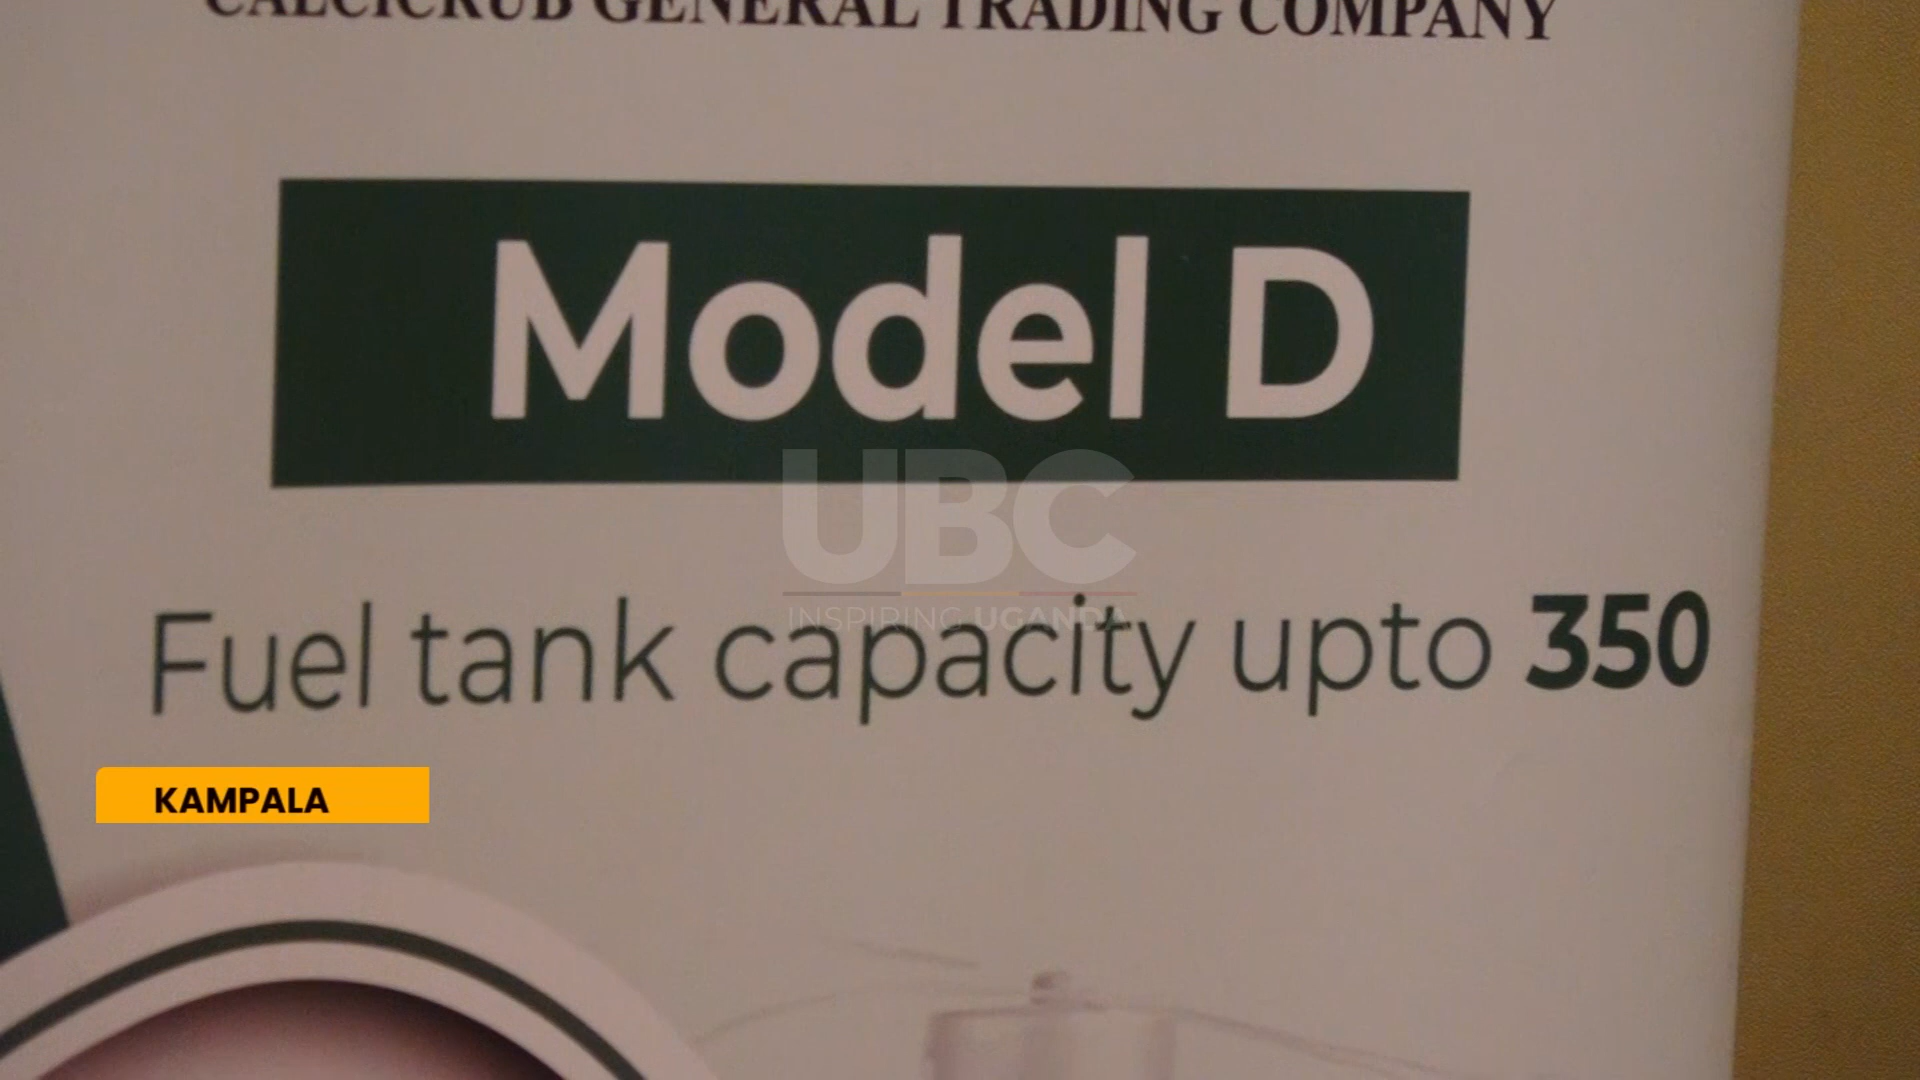 GENERAL TRADING COMPANY
Model D
UBC
INSPIRING UGANDA
Fuel tank capacity upto 350
KAMPALA